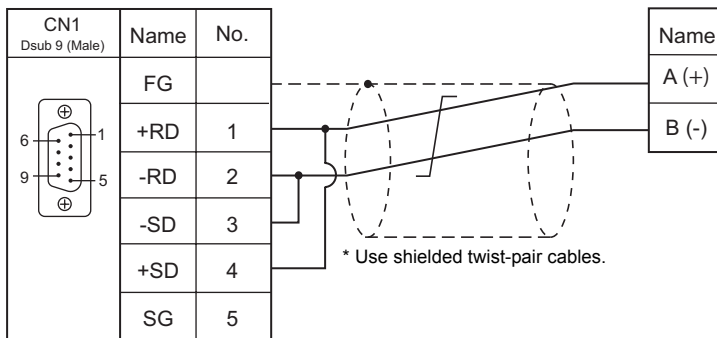 CN1
Dsub 9 (Male)
Name
No.
Name
FG
A (+)
+RD
1
B (-)
6
1
-RD
2
9
5
-SD
3
* Use shielded twist-pair cables.
+SD
4
SG
5